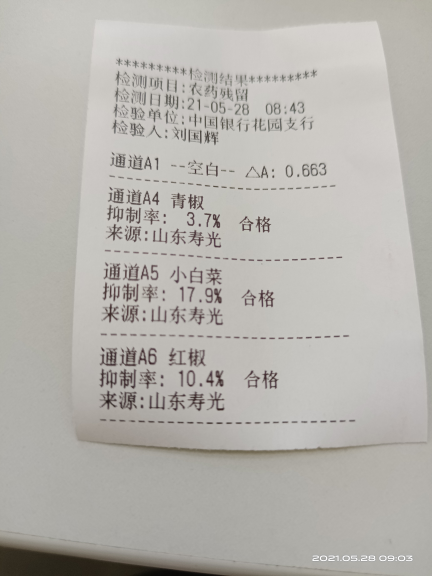 *********检测结果*********
检测项目:农药残留
检测日期:21-05-28 08:43
检验单位:中国银行花园支行
检验人:刘国辉
通道A1 --空白-- △A: 0.663
通道A4 青椒
抑制率: 3.7% 合格
来源:山东寿光
通道A5 小白菜
抑制率: 17.9% 合格
来源:山东寿光
通道A6 红椒
抑制率: 10.4% 合格
来源:山东寿光
2021.05.28 09:03